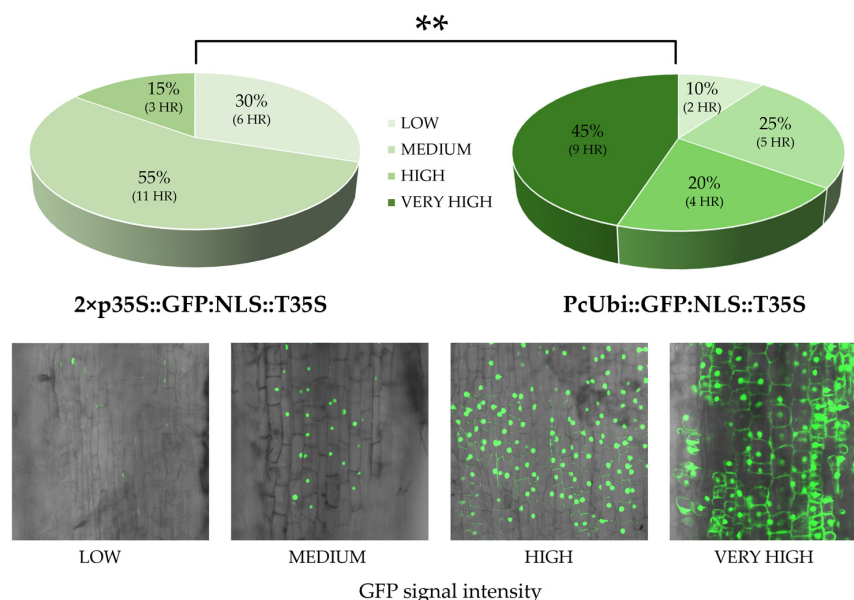 **
15%
(3 HR)
30%
(6 HR)
55%
(11 HR)
LOW
MEDIUM
HIGH
VERY HIGH
10%
(2 HR)
25%
(5 HR)
45%
(9 HR)
20%
(4 HR)
2×p35S::GFP:NLS::T35S
PcUbi::GFP:NLS::T35S
LOW
MEDIUM
HIGH
VERY HIGH
GFP signal intensity